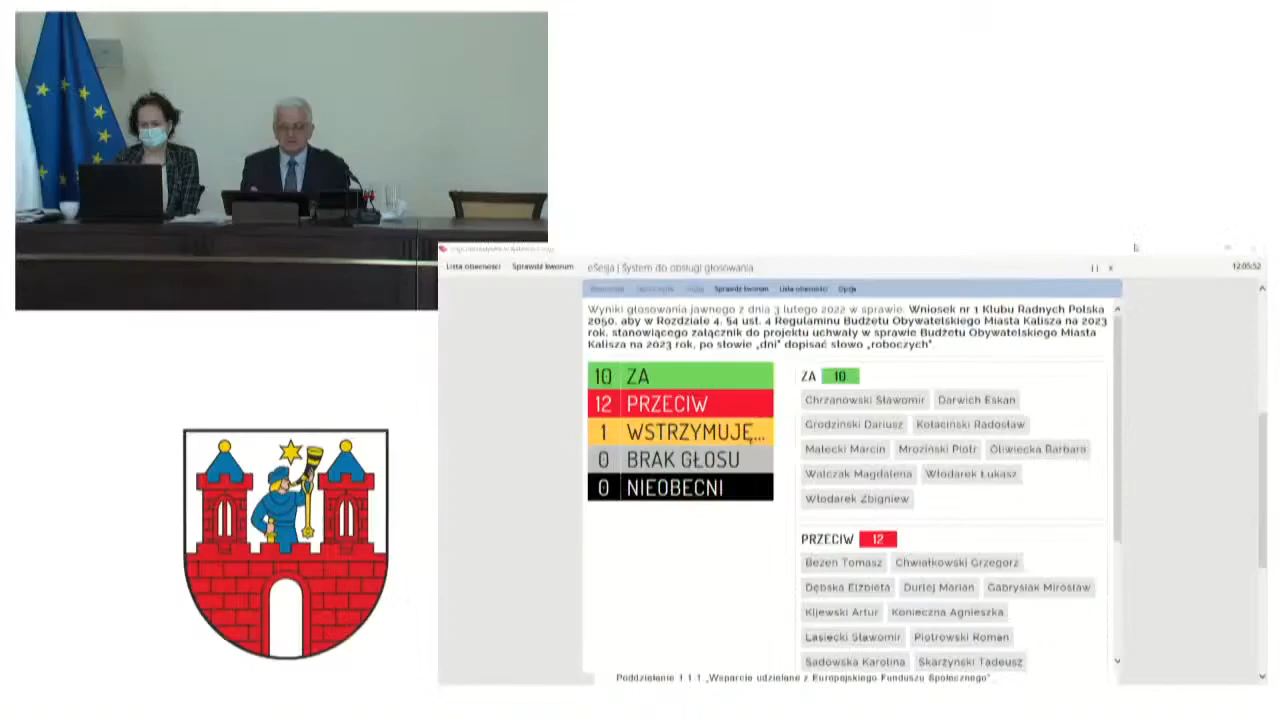 Lista obecności Sprawdź kworum
eSesja | System do obsługi głosowania
12:05:52
Sprawdź kworum Lista obecności Opcje
Wyniki głosowania jawnego z dnia 3 lutego 2022 w sprawie: Wniosek nr 1 Klubu Radnych Polska
2050, aby w Rozdziale 4, §4 ust. 4 Regulaminu Budżetu Obywatelskiego Miasta Kalisza na 2023
rok, stanowiącego załącznik do projektu uchwały w sprawie Budżetu Obywatelskiego Miasta
Kalisza na 2023 rok, po słowie „dni" dopisać słowo „roboczych".
10 ZA
12 PRZECIW
1 WSTRZYMUJĘ...
0 BRAK GŁOSU
0 NIEOBECNI
ZA 10
Chrzanowski Sławomir Darwich Eskan
Grodziński Dariusz Kołaciński Radosław
Małecki Marcin Mroziński Piotr Oliwiecka Barbara
Walczak Magdalena Włodarek Łukasz
Włodarek Zbigniew
PRZECIW 12
Bezen Tomasz Chwiałkowski Grzegorz
Dębska Elżbieta Durlej Marian Gabrysiak Mirosław
Kijewski Artur Konieczna Agnieszka
Lasiecki Sławomir Piotrowski Roman
Sadowska Karolina Skarżyński Tadeusz
Poddziałanie 1.1.1 „Wsparcie udzielane z Europejskiego Funduszu Społecznego"